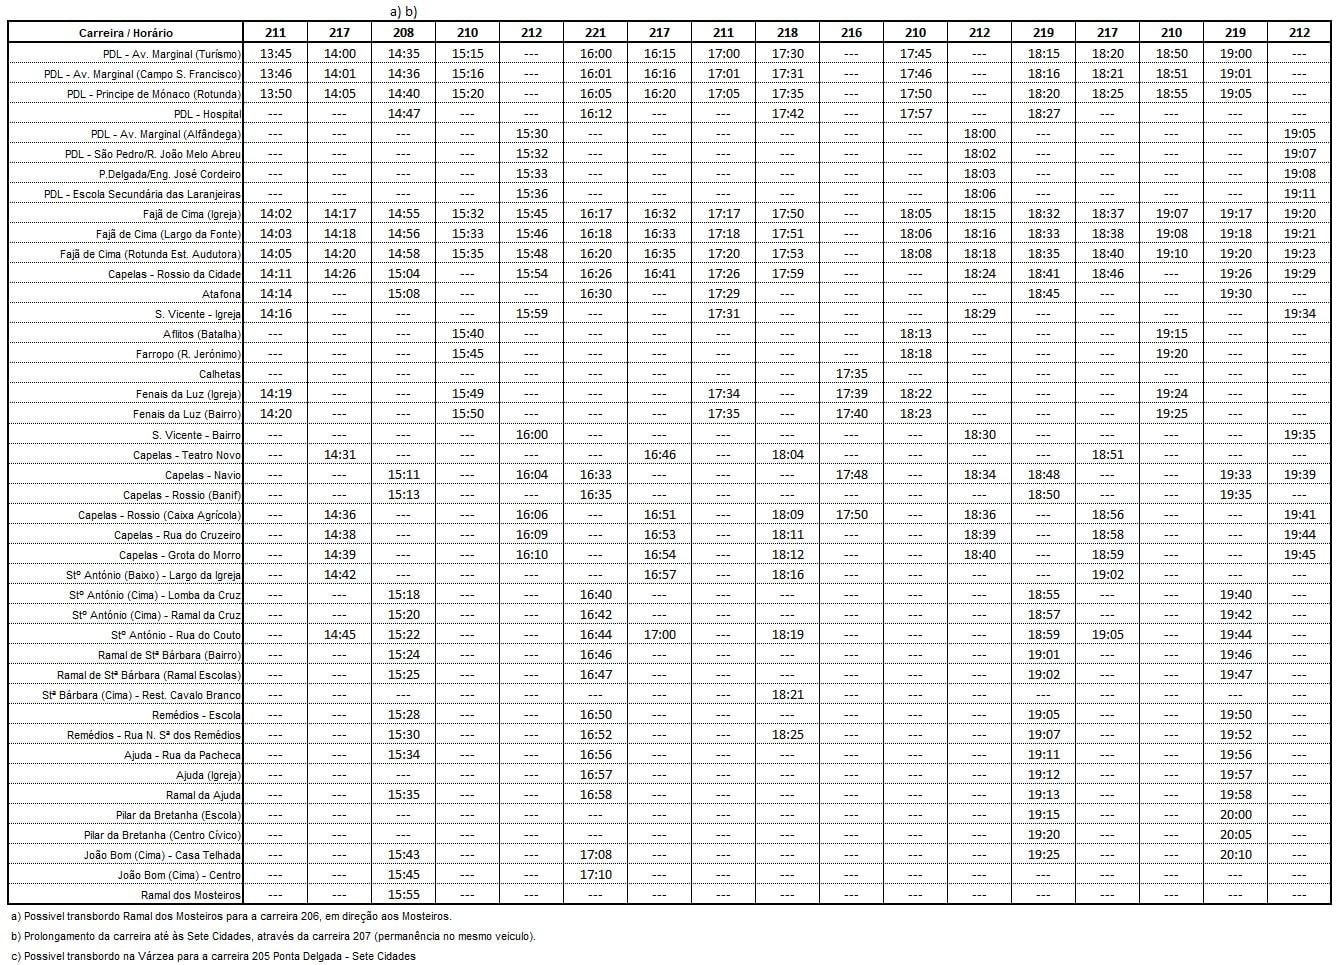 a) b)
Carreira / Horário 211 217 208 210 212 221 217 211 218 216 210 212 219 217 210 219 212
PDL - Av. Marginal (Turísmo) 13:45 14:00 14:35 15:15 --- 16:00 16:15 17:00 17:30 --- 17:45 --- 18:15 18:20 18:50 19:00 ---
PDL - Av. Marginal (Campo S. Francisco) 13:46 14:01 14:36 15:16 --- 16:01 16:16 17:01 17:31 --- 17:46 --- 18:16 18:21 18:51 19:01 ---
PDL - Principe de Mónaco (Rotunda) 13:50 14:05 14:40 15:20 --- 16:05 16:20 17:05 17:35 --- 17:50 --- 18:20 18:25 18:55 19:05 ---
PDL - Hospital --- --- 14:47 --- --- 16:12 --- --- 17:42 --- 17:57 --- 18:27 --- --- --- ---
PDL - Av. Marginal (Alfândega) --- --- --- --- 15:30 --- --- --- --- --- --- 18:00 --- --- --- --- 19:05
PDL - São Pedro/R. João Melo Abreu --- --- --- --- 15:32 --- --- --- --- --- --- 18:02 --- --- --- --- 19:07
P.Delgada/Eng. José Cordeiro --- --- --- --- 15:33 --- --- --- --- --- --- 18:03 --- --- --- --- 19:08
PDL - Escola Secundária das Laranjeiras --- --- --- --- 15:36 --- --- --- --- --- --- 18:06 --- --- --- --- 19:11
Fajã de Cima (Igreja) 14:02 14:17 14:55 15:32 15:45 16:17 16:32 17:17 17:50 --- 18:05 18:15 18:32 18:37 19:07 19:17 19:20
Fajã de Cima (Largo da Fonte) 14:03 14:18 14:56 15:33 15:46 16:18 16:33 17:18 17:51 --- 18:06 18:16 18:33 18:38 19:08 19:18 19:21
Fajã de Cima (Rotunda Est. Audutora) 14:05 14:20 14:58 15:35 15:48 16:20 16:35 17:20 17:53 --- 18:08 18:18 18:35 18:40 19:10 19:20 19:23
Capelas - Rossio da Cidade 14:11 14:26 15:04 --- 15:54 16:26 16:41 17:26 17:59 --- --- 18:24 18:41 18:46 --- 19:26 19:29
Atafona 14:14 --- 15:08 --- --- 16:30 --- 17:29 --- --- --- --- 18:45 --- --- 19:30 ---
S. Vicente - Igreja 14:16 --- --- --- 15:59 --- --- 17:31 --- --- --- 18:29 --- --- --- --- 19:34
Aflitos (Batalha) --- --- --- 15:40 --- --- --- --- --- --- 18:13 --- --- --- 19:15 --- ---
Farropo (R. Jerónimo) --- --- --- 15:45 --- --- --- --- --- --- 18:18 --- --- --- 19:20 --- ---
Calhetas --- --- --- --- --- --- --- --- --- 17:35 --- --- --- --- --- --- ---
Fenais da Luz (Igreja) 14:19 --- --- 15:49 --- --- --- 17:34 --- 17:39 18:22 --- --- --- 19:24 --- ---
Fenais da Luz (Bairro) 14:20 --- --- 15:50 --- --- --- 17:35 --- 17:40 18:23 --- --- --- 19:25 --- ---
S. Vicente - Bairro --- --- --- --- 16:00 --- --- --- --- --- --- 18:30 --- --- --- --- 19:35
Capelas - Teatro Novo --- 14:31 --- --- --- --- 16:46 --- 18:04 --- --- --- --- 18:51 --- --- ---
Capelas - Navio --- --- 15:11 --- 16:04 16:33 --- --- --- 17:48 --- 18:34 18:48 --- --- 19:33 19:39
Capelas - Rossio (Banif) --- --- 15:13 --- --- 16:35 --- --- --- --- --- --- 18:50 --- --- 19:35 ---
Capelas - Rossio (Caixa Agrícola) --- 14:36 --- --- 16:06 --- 16:51 --- 18:09 17:50 --- 18:36 --- 18:56 --- --- 19:41
Capelas - Rua do Cruzeiro --- 14:38 --- --- 16:09 --- 16:53 --- 18:11 --- --- 18:39 --- 18:58 --- --- 19:44
Capelas - Grota do Morro --- 14:39 --- --- 16:10 --- 16:54 --- 18:12 --- --- 18:40 --- 18:59 --- --- 19:45
Stº António (Baixo) - Largo da Igreja --- 14:42 --- --- --- --- 16:57 --- 18:16 --- --- --- --- 19:02 --- --- ---
Stº António (Cima) - Lomba da Cruz --- --- 15:18 --- --- 16:40 --- --- --- --- --- --- 18:55 --- --- 19:40 ---
Stº António (Cima) - Ramal da Cruz --- --- 15:20 --- --- 16:42 --- --- --- --- --- --- 18:57 --- --- 19:42 ---
Stº António - Rua do Couto --- 14:45 15:22 --- --- 16:44 17:00 --- 18:19 --- --- --- 18:59 19:05 --- 19:44 ---
Ramal de Stª Bárbara (Bairro) --- --- 15:24 --- --- 16:46 --- --- --- --- --- --- 19:01 --- --- 19:46 ---
Ramal de Stª Bárbara (Ramal Escolas) --- --- 15:25 --- --- 16:47 --- --- --- --- --- --- 19:02 --- --- 19:47 ---
Stª Bárbara (Cima) - Rest. Cavalo Branco --- --- --- --- --- --- --- --- 18:21 --- --- --- --- --- --- --- ---
Remédios - Escola --- --- 15:28 --- --- 16:50 --- --- --- --- --- --- 19:05 --- --- 19:50 ---
Remédios - Rua N. Sª dos Remédios --- --- 15:30 --- --- 16:52 --- --- 18:25 --- --- --- 19:07 --- --- 19:52 ---
Ajuda - Rua da Pacheca --- --- 15:34 --- --- 16:56 --- --- --- --- --- --- 19:11 --- --- 19:56 ---
Ajuda (Igreja) --- --- --- --- --- 16:57 --- --- --- --- --- --- 19:12 --- --- 19:57 ---
Ramal da Ajuda --- --- 15:35 --- --- 16:58 --- --- --- --- --- --- 19:13 --- --- 19:58 ---
Pilar da Bretanha (Escola) --- --- --- --- --- --- --- --- --- --- --- --- 19:15 --- --- 20:00 ---
Pilar da Bretanha (Centro Cívico) --- --- --- --- --- --- --- --- --- --- --- --- 19:20 --- --- 20:05 ---
João Bom (Cima) - Casa Telhada --- --- 15:43 --- --- 17:08 --- --- --- --- --- --- 19:25 --- --- 20:10 ---
João Bom (Cima) - Centro --- --- 15:45 --- --- 17:10 --- --- --- --- --- --- --- --- --- --- ---
Ramal dos Mosteiros --- --- 15:55 --- --- --- --- --- --- --- --- --- --- --- --- --- ---
a) Possivel transbordo Ramal dos Mosteiros para a carreira 206, em direção aos Mosteiros.
b) Prolongamento da carreira até às Sete Cidades, através da carreira 207 (permanência no mesmo veiculo).
c) Possivel transbordo na Várzea para a carreira 205 Ponta Delgada - Sete Cidades